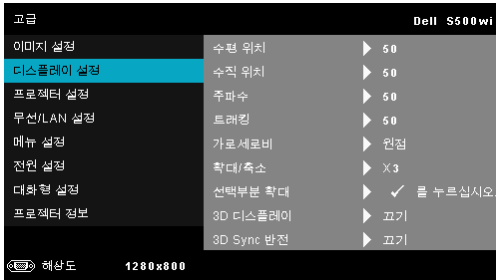 고급 Dell S500wi
이미지 설정
디스플레이 설정
프로젝터 설정
무선/LAN 설정
메뉴 설정
전원 설정
대화형 설정
프로젝터 정보
수평 위치 50
수직 위치 50
주파수 50
트래킹 50
가로세로비 원점
확대/축소 X3
선택부분 확대 ✓ 를 누르십시오.
3D 디스플레이 끄기
3D Sync 반전 끄기
해상도 1280x800